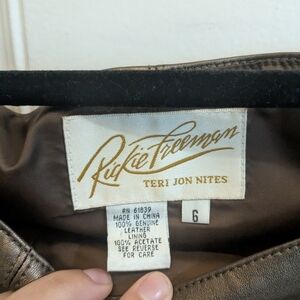 Rickie Freeman
TERI JON NITES
RN 61839
MADE IN CHINA
100% GENUINE
LEATHER
LINING
100% ACETATE
SEE REVERSE
FOR CARE
6